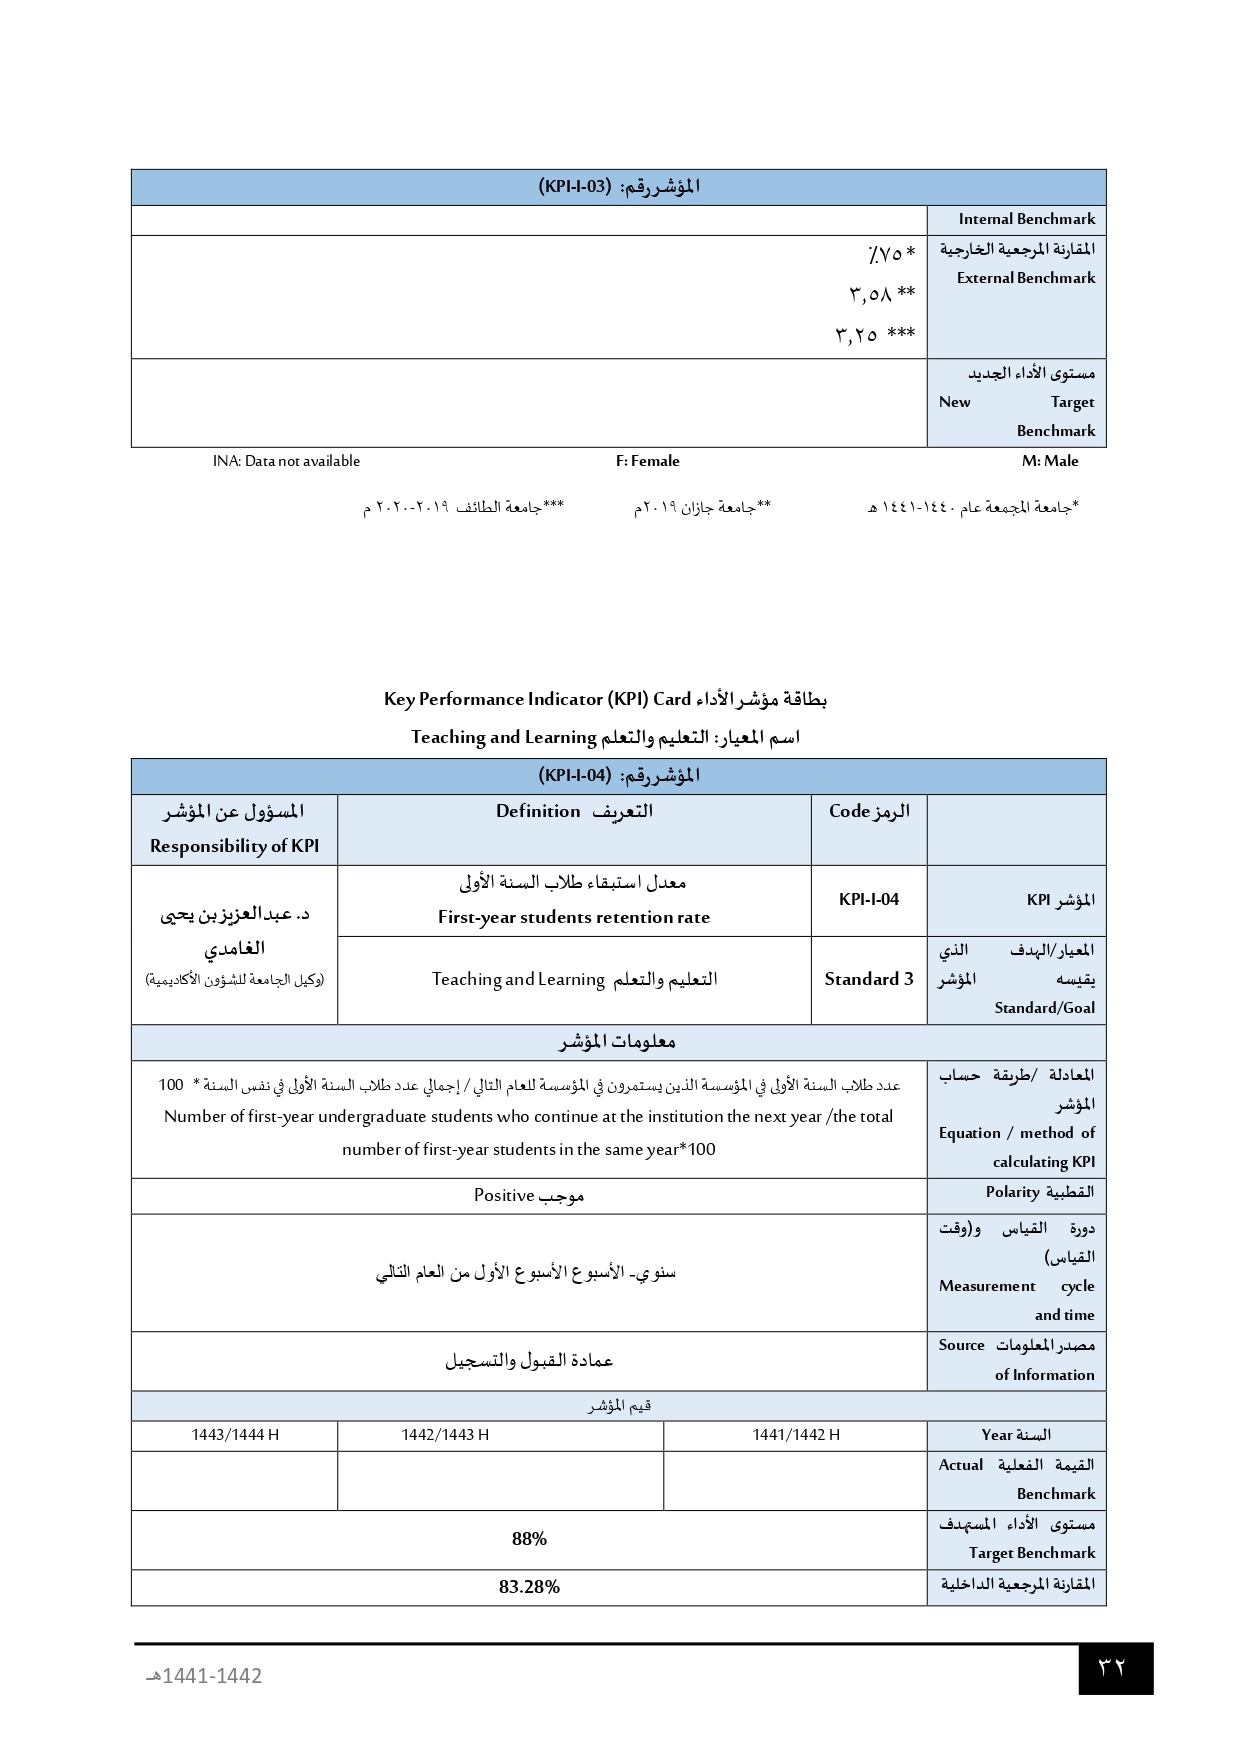 المؤشر رقم: (KPI-I-03)
Internal Benchmark
المقارنة المرجعية الخارجية
External Benchmark
* ٧٥٪
** ٣,٥٨
*** ٣,٢٥
مستوى الأداء الجديد
New Target
Benchmark
M: Male F: Female INA: Data not available
*جامعة المجمعة عام ١٤٤٠-١٤٤١ هـ **جامعة جازان ٢٠١٩م ***جامعة الطائف ٢٠١٩-٢٠٢٠ م
بطاقة مؤشر الأداء Key Performance Indicator (KPI) Card
اسم المعيار: التعليم والتعلم Teaching and Learning
المؤشر رقم: (KPI-I-04)
الرمز Code
التعريف Definition
المسؤول عن المؤشر
Responsibility of KPI
المؤشر KPI
KPI-I-04
معدل استبقاء طلاب السنة الأولى
First-year students retention rate
د. عبدالعزيز بن يحيى
الغامدي
(وكيل الجامعة للشؤون الأكاديمية)
المعيار/الهدف الذي
يقيسه المؤشر
Standard/Goal
Standard 3
التعليم والتعلم Teaching and Learning
معلومات المؤشر
المعادلة /طريقة حساب
المؤشر
Equation / method of
calculating KPI
عدد طلاب السنة الأولى في المؤسسة الذين يستمرون في المؤسسة للعام التالي / إجمالي عدد طلاب السنة الأولى في نفس السنة * 100
Number of first-year undergraduate students who continue at the institution the next year /the total
number of first-year students in the same year*100
القطبية Polarity
موجب Positive
دورة القياس و(وقت
القياس)
Measurement cycle
and time
سنوي- الأسبوع الأسبوع الأول من العام التالي
مصدر المعلومات Source
of Information
عمادة القبول والتسجيل
قيم المؤشر
السنة Year
1441/1442 H
1442/1443 H
1443/1444 H
القيمة الفعلية Actual
Benchmark
مستوى الأداء المستهدف
Target Benchmark
88%
المقارنة المرجعية الداخلية
83.28%
٣٢
1441-1442هـ